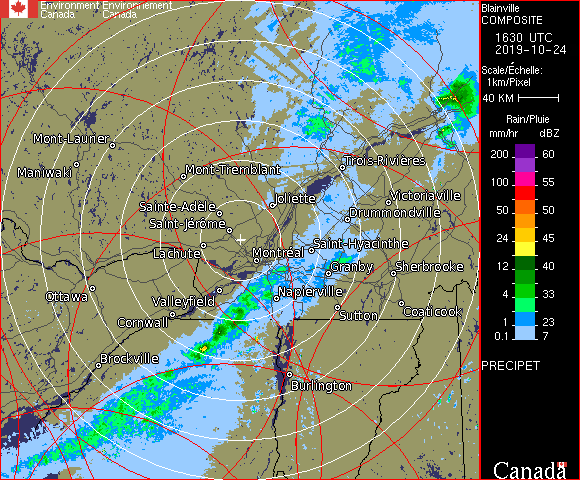 Environment Environnement
Canada Canada
Blainville
COMPOSITE
1630 UTC
2019-10-24
Scale/Échelle:
1km/Pixel
40 KM
Rain/Pluie
mm/hr dBZ
200 60
150 57
100 55
50 50
24 45
12 40
4 33
1 23
0.1 7
PRECIPET
Canada
Mont-Laurier
Maniwaki
Mont-Tremblant
Trois-Rivières
Joliette
Victoriaville
Sainte-Adèle
Drummondville
Saint-Jérôme
Saint-Hyacinthe
Lachute
Montréal
Granby
Sherbrooke
Ottawa
Valleyfield
Napierville
Cornwall
Sutton
Coaticook
Brockville
Burlington